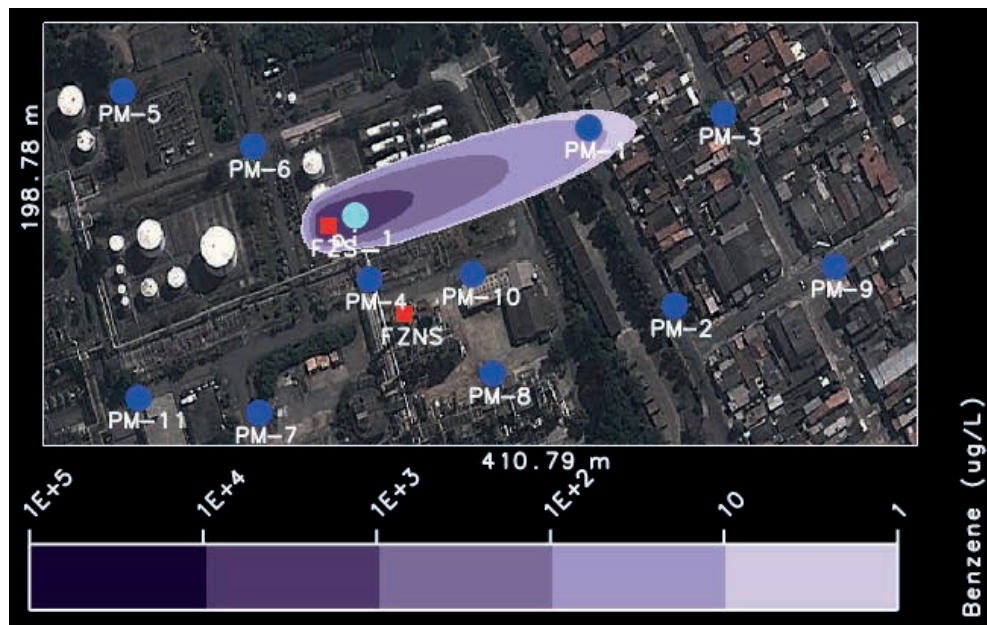 198.78 m
PM-5
PM-6
PM-1
PM-3
FZS_1
PM-4
PM-10
PM-9
PM-2
FZNS
PM-8
PM-11
PM-7
410.79 m
1E+5
1E+4
1E+3
1E+2
10
1
Benzene (ug/L)